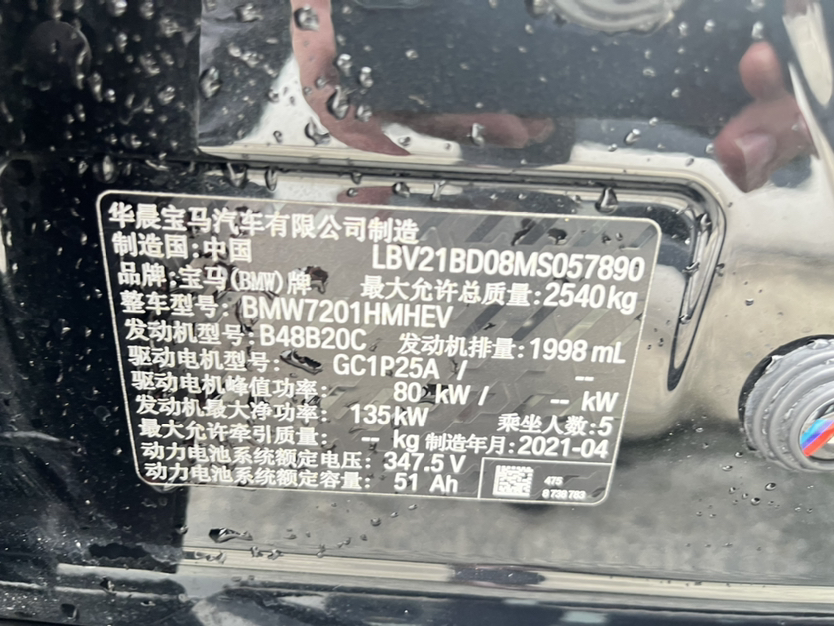 华晨宝马汽车有限公司制造
制造国:中国 LBV21BD08MS057890
品牌:宝马(BMW)牌 最大允许总质量:2540kg
整车型号:BMW7201HMHEV
发动机型号:B48B20C 发动机排量:1998 mL
驱动电机型号: GC1P25A / --
驱动电机峰值功率: 80 kW / -- kW
发动机最大净功率: 135kW 乘坐人数:5
最大允许牵引质量: -- kg 制造年月:2021-04
动力电池系统额定电压: 347.5 V
动力电池系统额定容量: 51 Ah
475
8 738 783